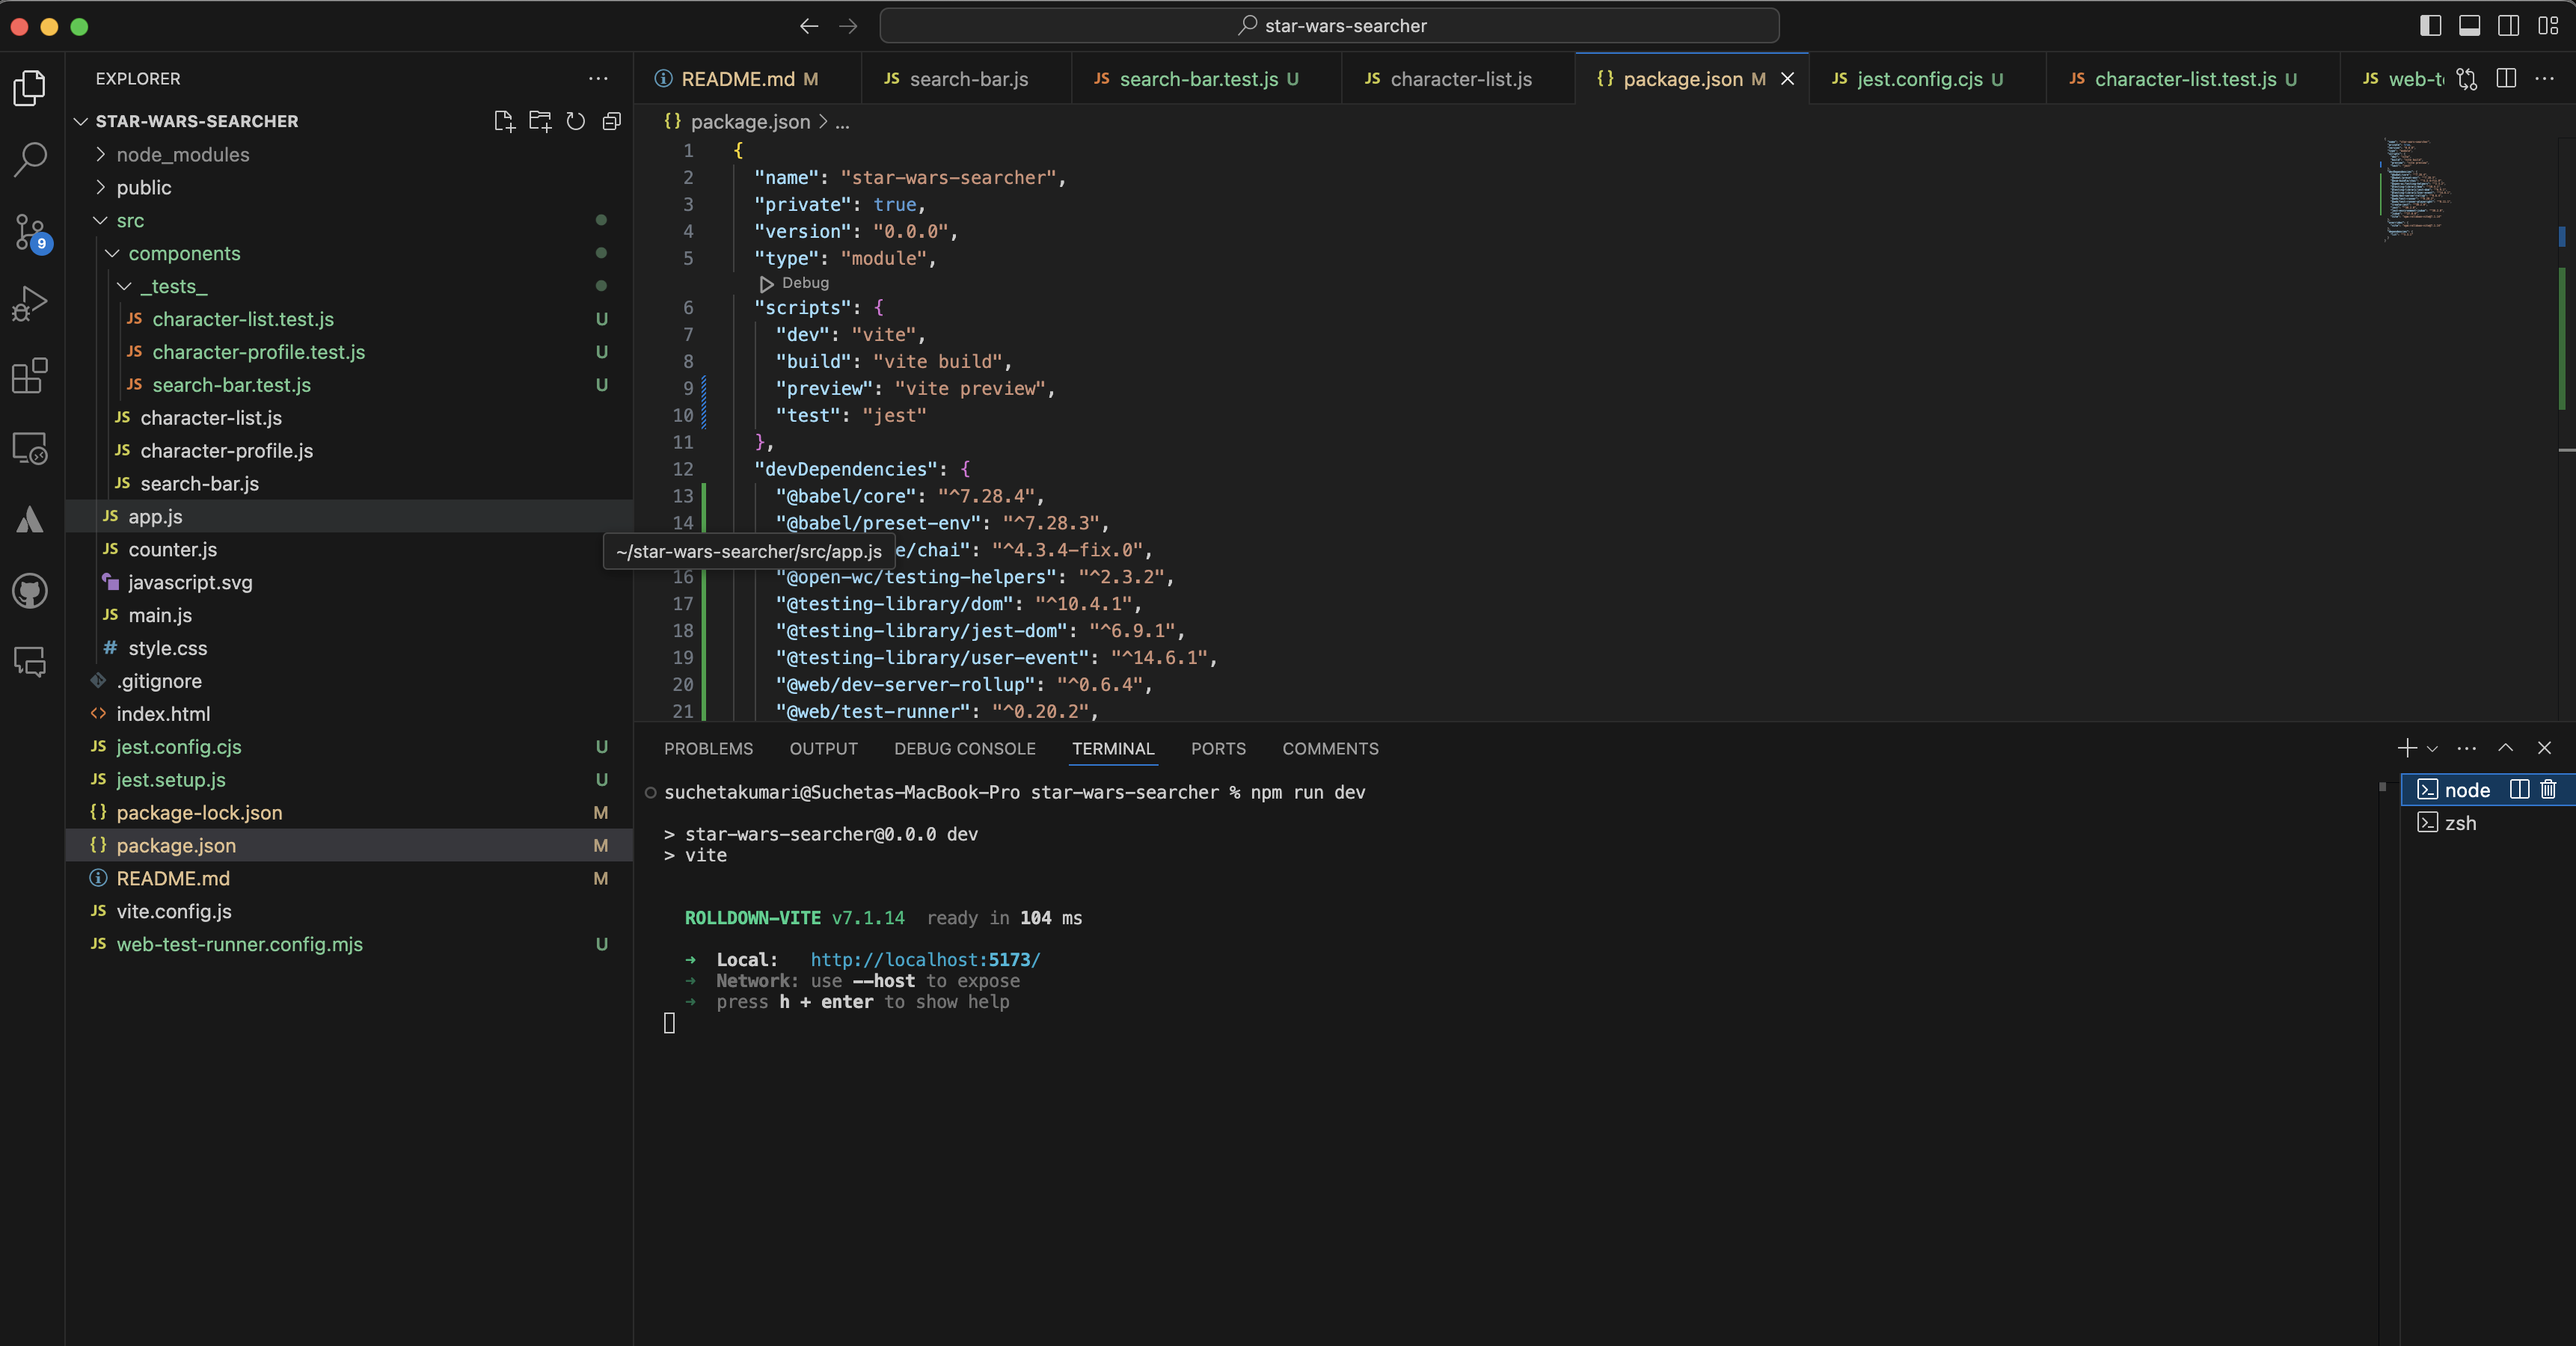 star-wars-searcher
EXPLORER
STAR-WARS-SEARCHER
node_modules
public
src
components
_tests_
JS character-list.test.js U
JS character-profile.test.js U
JS search-bar.test.js U
JS character-list.js
JS character-profile.js
JS search-bar.js
JS app.js
JS counter.js
javascript.svg
JS main.js
# style.css
.gitignore
<> index.html
JS jest.config.cjs U
JS jest.setup.js U
{} package-lock.json M
{} package.json M
README.md M
JS vite.config.js
JS web-test-runner.config.mjs U
9
README.md M
JS search-bar.js
JS search-bar.test.js U
JS character-list.js
{} package.json M
JS jest.config.cjs U
JS character-list.test.js U
JS web-t
{} package.json > ...
1 {
2 "name": "star-wars-searcher",
3 "private": true,
4 "version": "0.0.0",
5 "type": "module",
Debug
6 "scripts": {
7 "dev": "vite",
8 "build": "vite build",
9 "preview": "vite preview",
10 "test": "jest"
11 },
12 "devDependencies": {
13 "@babel/core": "^7.28.4",
14 "@babel/preset-env": "^7.28.3",
~/star-wars-searcher/src/app.js e/chai": "^4.3.4-fix.0",
16 "@open-wc/testing-helpers": "^2.3.2",
17 "@testing-library/dom": "^10.4.1",
18 "@testing-library/jest-dom": "^6.9.1",
19 "@testing-library/user-event": "^14.6.1",
20 "@web/dev-server-rollup": "^0.6.4",
21 "@web/test-runner": "^0.20.2",
PROBLEMS OUTPUT DEBUG CONSOLE TERMINAL PORTS COMMENTS
suchetakumari@Suchetas-MacBook-Pro star-wars-searcher % npm run dev
> star-wars-searcher@0.0.0 dev
> vite
ROLLDOWN-VITE v7.1.14 ready in 104 ms
➜ Local: http://localhost:5173/
➜ Network: use --host to expose
➜ press h + enter to show help
node
zsh